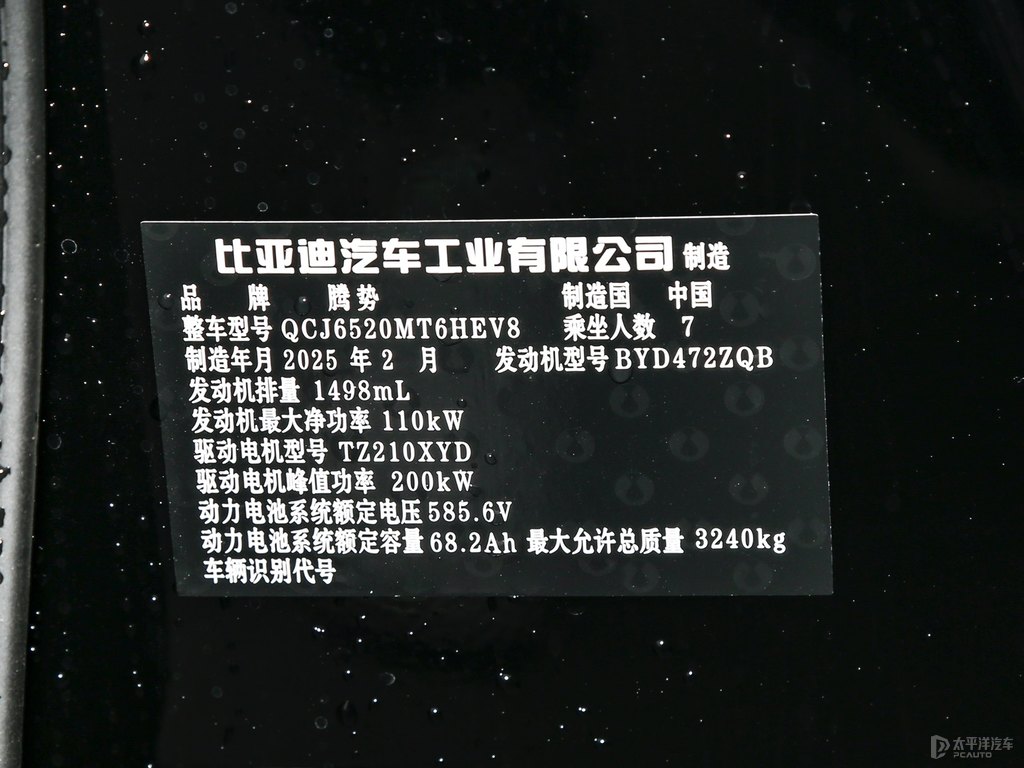 比亚迪汽车工业有限公司 制造
品 牌 腾势 制造国 中国
整车型号 QCJ6520MT6HEV8 乘坐人数 7
制造年月 2025 年 2 月 发动机型号 BYD472ZQB
发动机排量 1498mL
发动机最大净功率 110kW
驱动电机型号 TZ210XYD
驱动电机峰值功率 200kW
动力电池系统额定电压 585.6V
动力电池系统额定容量 68.2Ah 最大允许总质量 3240kg
车辆识别代号
太平洋汽车
PCAUTO